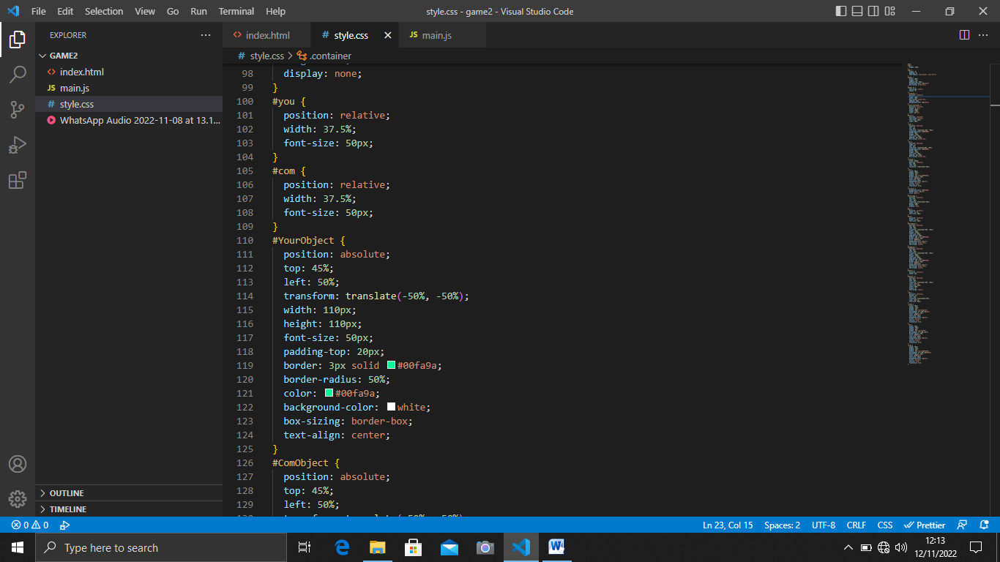 File Edit Selection View Go Run Terminal Help
style.css - game2 - Visual Studio Code
EXPLORER
GAME2
index.html
JS main.js
# style.css
WhatsApp Audio 2022-11-08 at 13.1...
OUTLINE
TIMELINE
index.html
# style.css
JS main.js
# style.css > .container
98 display: none;
99 }
100 #you {
101 position: relative;
102 width: 37.5%;
103 font-size: 50px;
104 }
105 #com {
106 position: relative;
107 width: 37.5%;
108 font-size: 50px;
109 }
110 #YourObject {
111 position: absolute;
112 top: 45%;
113 left: 50%;
114 transform: translate(-50%, -50%);
115 width: 110px;
116 height: 110px;
117 font-size: 50px;
118 padding-top: 20px;
119 border: 3px solid #00fa9a;
120 border-radius: 50%;
121 color: #00fa9a;
122 background-color: white;
123 box-sizing: border-box;
124 text-align: center;
125 }
126 #ComObject {
127 position: absolute;
128 top: 45%;
129 left: 50%;
0 0
Ln 23, Col 15 Spaces: 2 UTF-8 CRLF CSS Prettier
Type here to search
12:13
12/11/2022